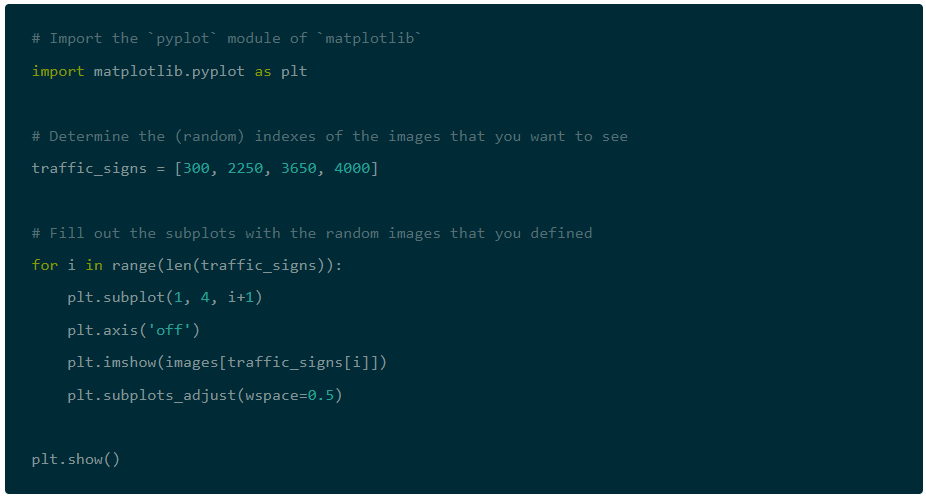 # Import the `pyplot` module of `matplotlib`
import matplotlib.pyplot as plt
# Determine the (random) indexes of the images that you want to see
traffic_signs = [300, 2250, 3650, 4000]
# Fill out the subplots with the random images that you defined
for i in range(len(traffic_signs)):
    plt.subplot(1, 4, i+1)
    plt.axis('off')
    plt.imshow(images[traffic_signs[i]])
    plt.subplots_adjust(wspace=0.5)
plt.show()